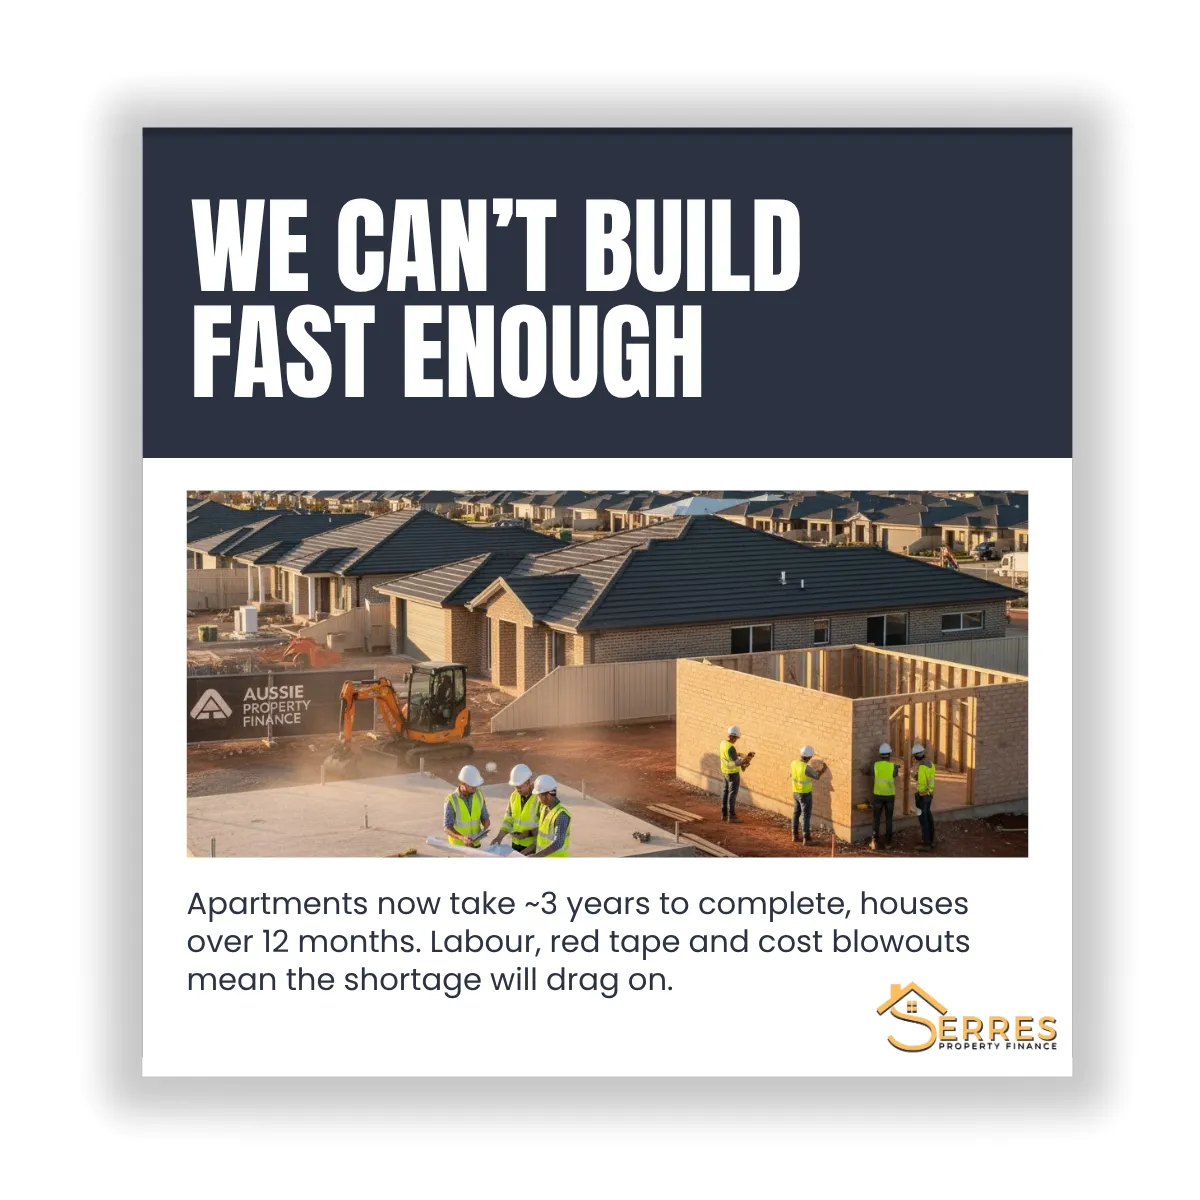 WE CAN’T BUILD
FAST ENOUGH
AUSSIE
PROPERTY
FINANCE
Apartments now take ~3 years to complete, houses
over 12 months. Labour, red tape and cost blowouts
mean the shortage will drag on.
SERRES
PROPERTY FINANCE